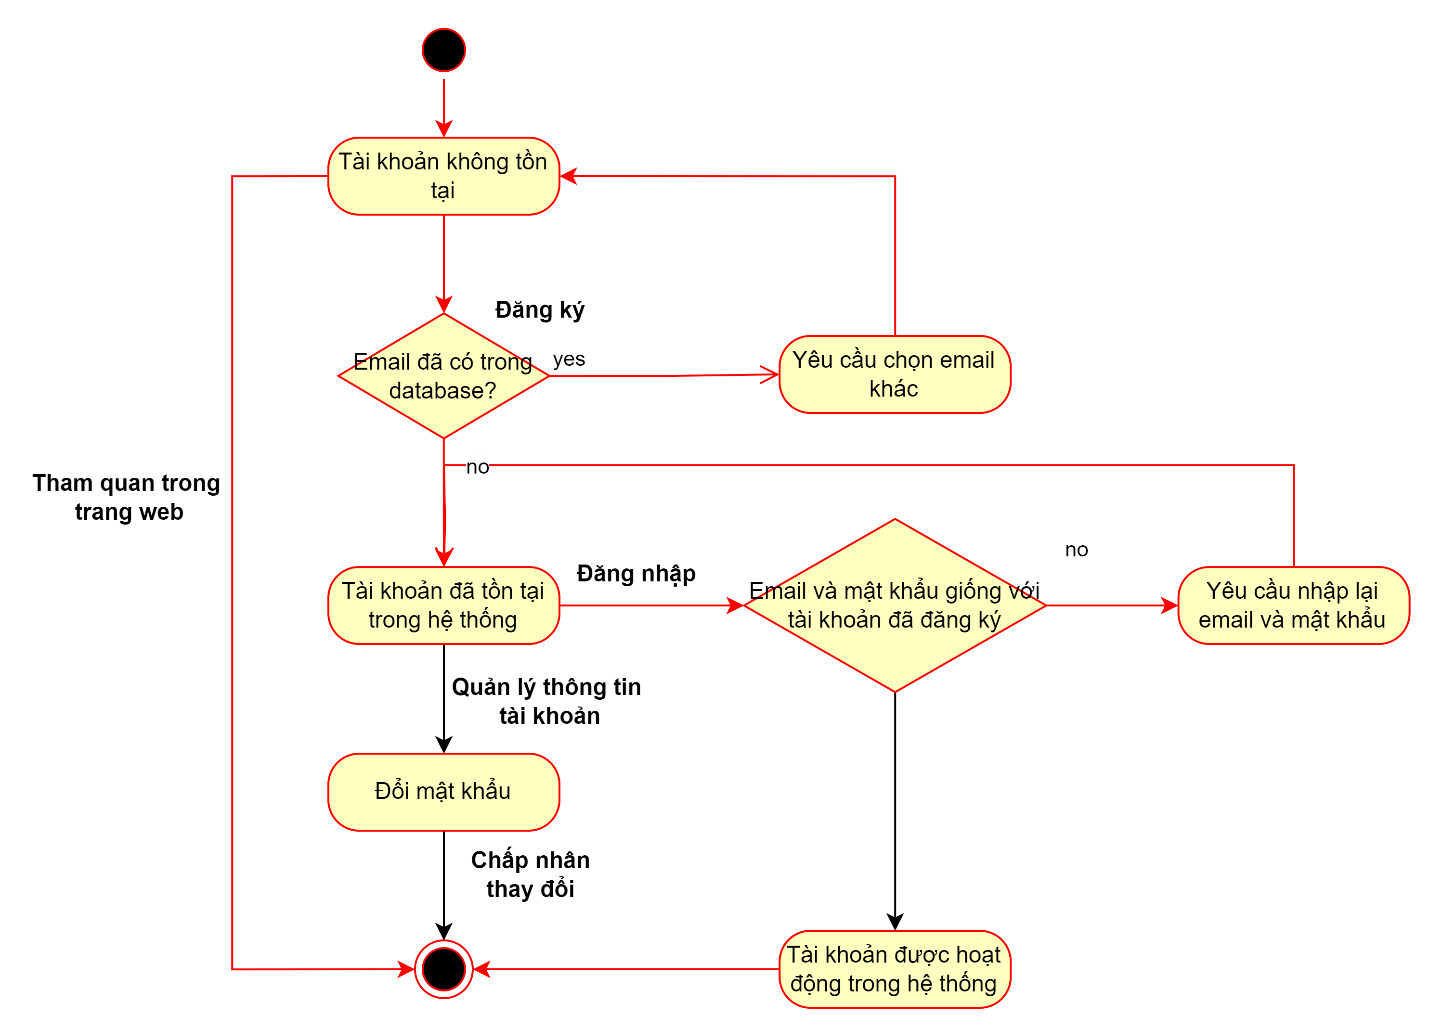 Tài khoản không tồn
tại
Đăng ký
Email đã có trong
database?
yes
Yêu cầu chọn email
khác
no
Tham quan trong
trang web
Tài khoản đã tồn tại
trong hệ thống
Đăng nhập
Email và mật khẩu giống với
tài khoản đã đăng ký
no
Yêu cầu nhập lại
email và mật khẩu
Quản lý thông tin
tài khoản
Đổi mật khẩu
Chấp nhân
thay đổi
Tài khoản được hoạt
động trong hệ thống